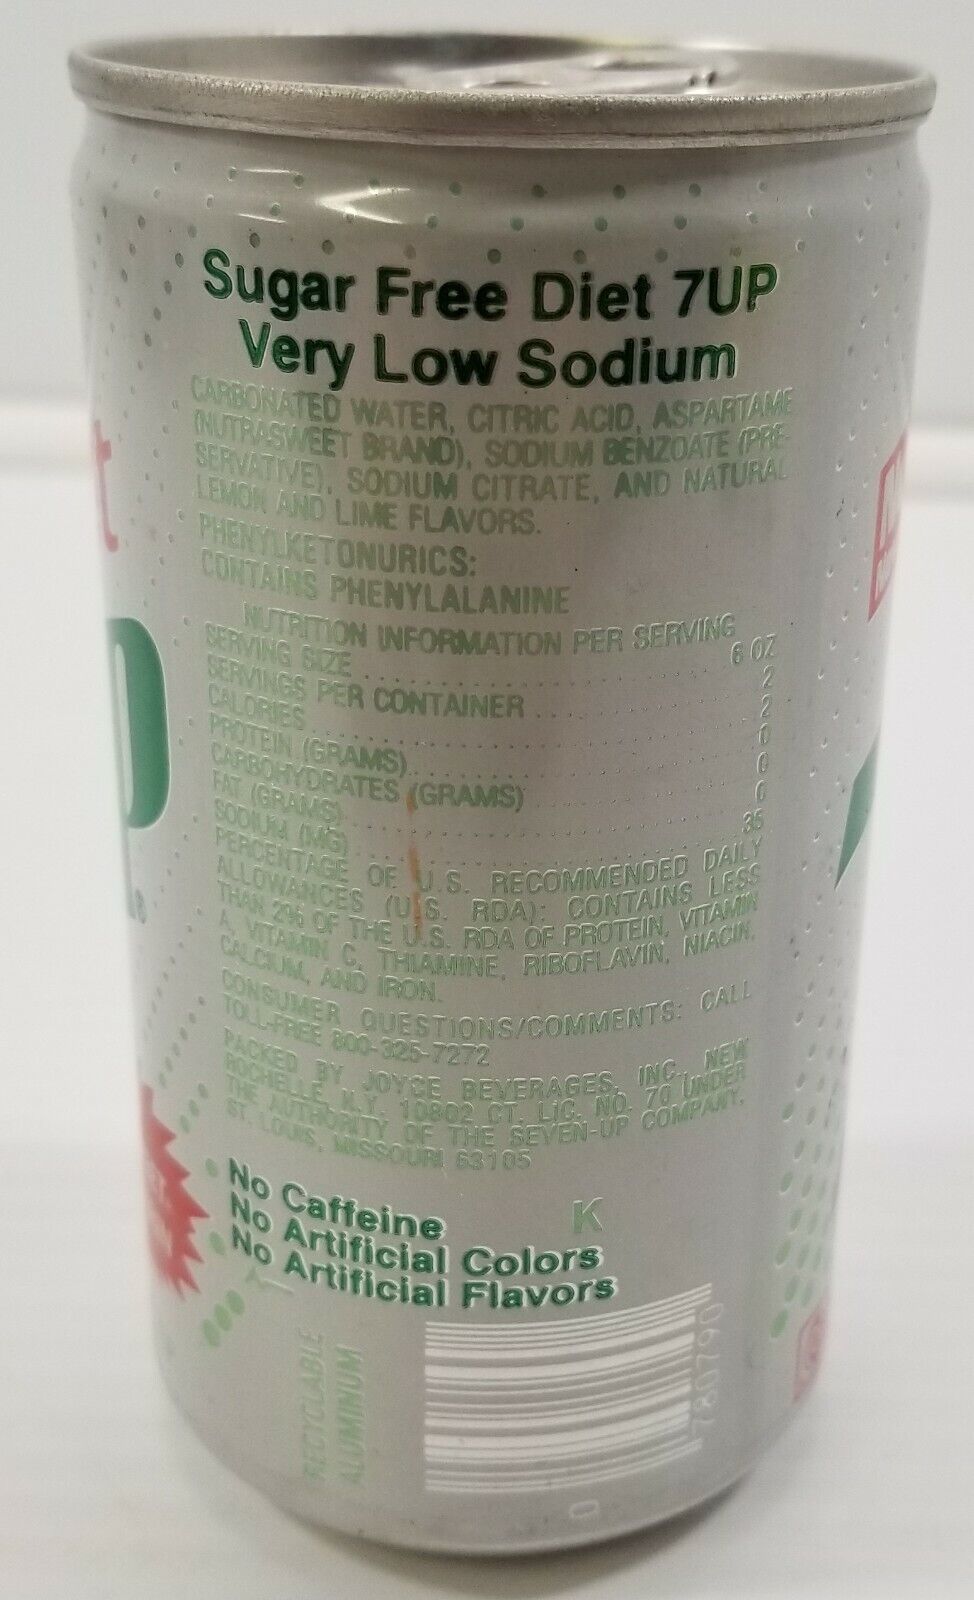 Sugar Free Diet 7UP
Very Low Sodium
CARBONATED WATER, CITRIC ACID, ASPARTAME
(NUTRASWEET BRAND), SODIUM BENZOATE (PRE-
SERVATIVE), SODIUM CITRATE, AND NATURAL
LEMON AND LIME FLAVORS.
PHENYLKETONURICS:
CONTAINS PHENYLALANINE
NUTRITION INFORMATION PER SERVING
SERVING SIZE 6 OZ
SERVINGS PER CONTAINER 2
CALORIES 2
PROTEIN (GRAMS) 0
CARBOHYDRATES (GRAMS) 0
FAT (GRAMS) 0
SODIUM (MG) 35
PERCENTAGE OF U.S. RECOMMENDED DAILY
ALLOWANCES (U.S. RDA): CONTAINS LESS
THAN 2% OF THE U.S. RDA OF PROTEIN, VITAMIN
A, VITAMIN C, THIAMINE, RIBOFLAVIN, NIACIN,
CALCIUM, AND IRON.
CONSUMER QUESTIONS/COMMENTS: CALL
TOLL-FREE 800-325-7272
PACKED BY JOYCE BEVERAGES, INC., NEW
ROCHELLE, N.Y. 10802 CT. LIC. NO. 70 UNDER
THE AUTHORITY OF THE SEVEN-UP COMPANY,
ST. LOUIS, MISSOURI 63105
No Caffeine
No Artificial Colors
No Artificial Flavors
K
RECYCLABLE
ALUMINUM
780790
0